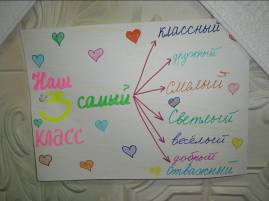 Наш
3 самый
класс
классный
дружный
смелый
Светлый
весёлый
добрый
Отважный